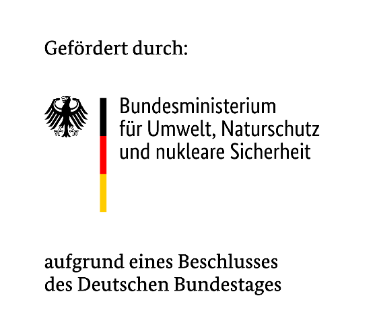 Gefördert durch:
Bundesministerium
für Umwelt, Naturschutz
und nukleare Sicherheit
aufgrund eines Beschlusses
des Deutschen Bundestages